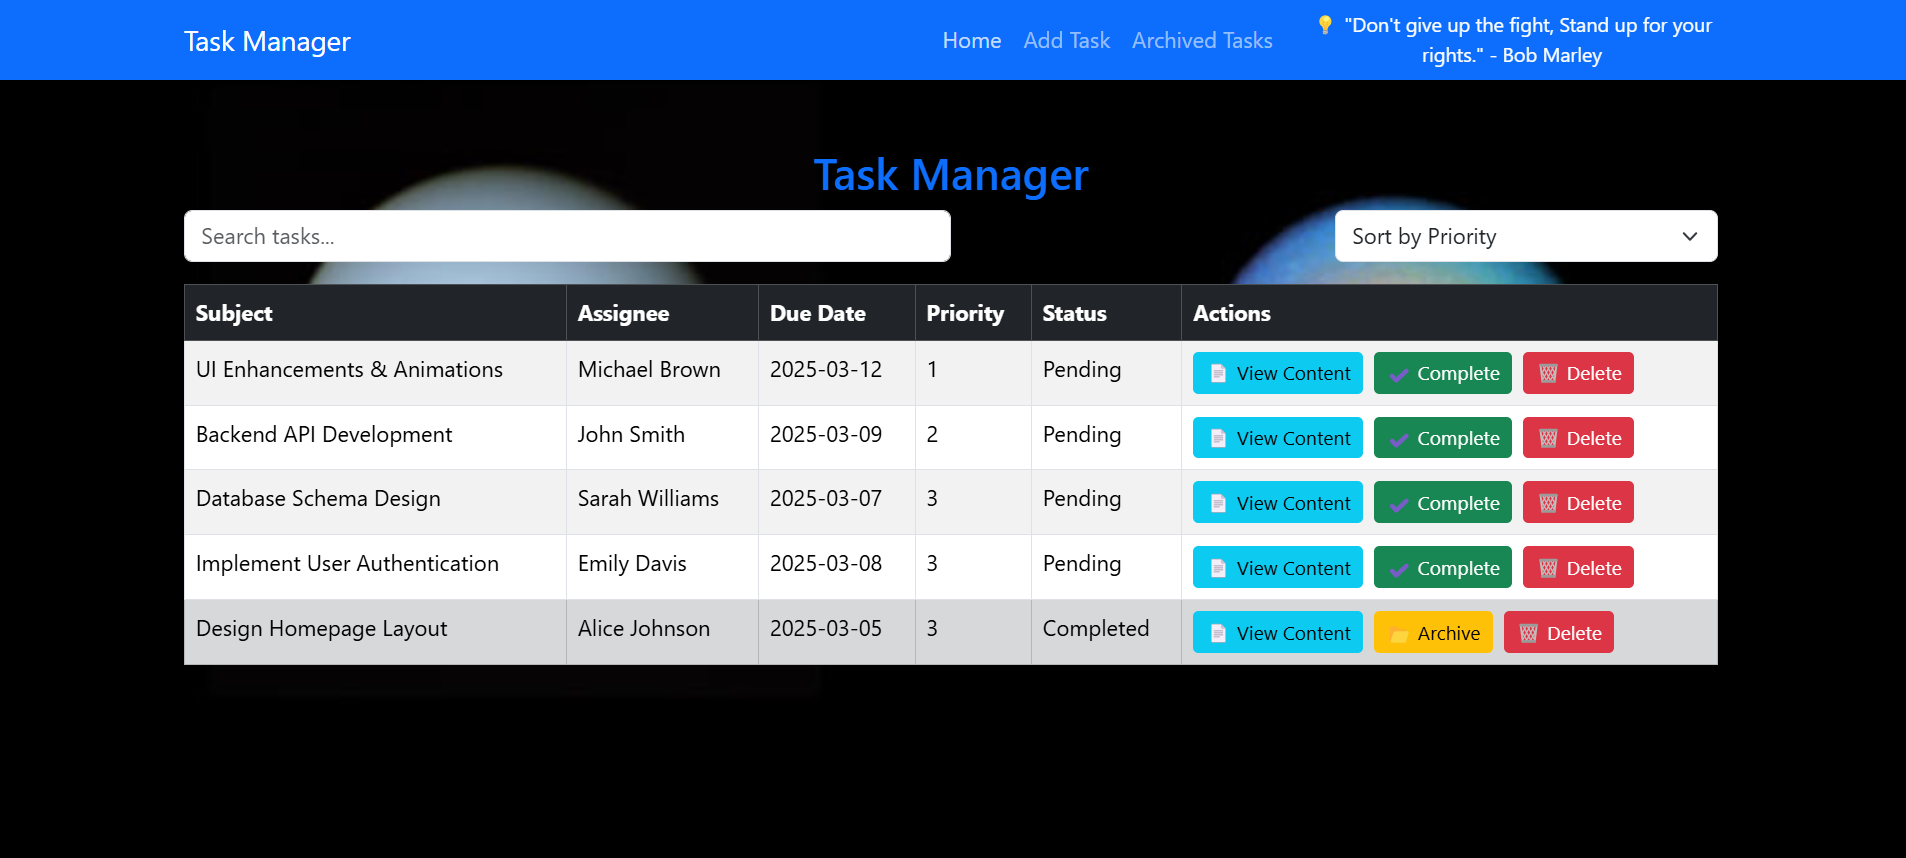 Task Manager
Home Add Task Archived Tasks
"Don't give up the fight, Stand up for your
rights." - Bob Marley
Task Manager
Search tasks...
Sort by Priority
Subject Assignee Due Date Priority Status Actions
UI Enhancements & Animations Michael Brown 2025-03-12 1 Pending View Content Complete Delete
Backend API Development John Smith 2025-03-09 2 Pending View Content Complete Delete
Database Schema Design Sarah Williams 2025-03-07 3 Pending View Content Complete Delete
Implement User Authentication Emily Davis 2025-03-08 3 Pending View Content Complete Delete
Design Homepage Layout Alice Johnson 2025-03-05 3 Completed View Content Archive Delete